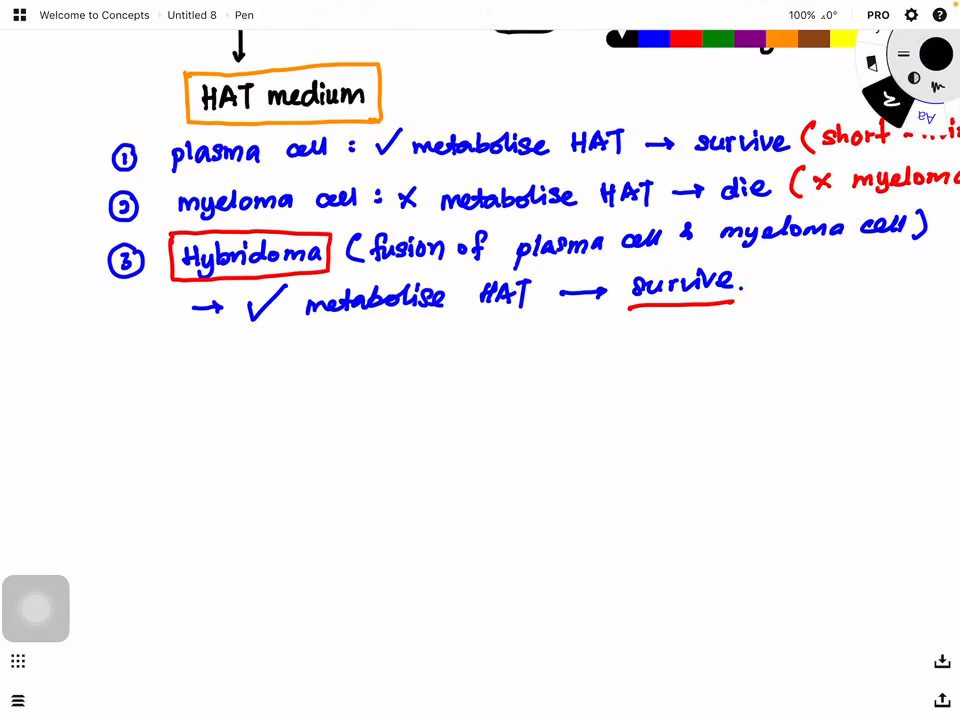 Welcome to Concepts > Untitled 8 > Pen 100% 0° PRO
HAT medium
① plasma cell : ✓ metabolise HAT → survive (short
② myeloma cell : × metabolise HAT → die (× myeloma
③ Hybridoma (fusion of plasma cell & myeloma cell)
→ ✓ metabolise HAT → survive.
Aa